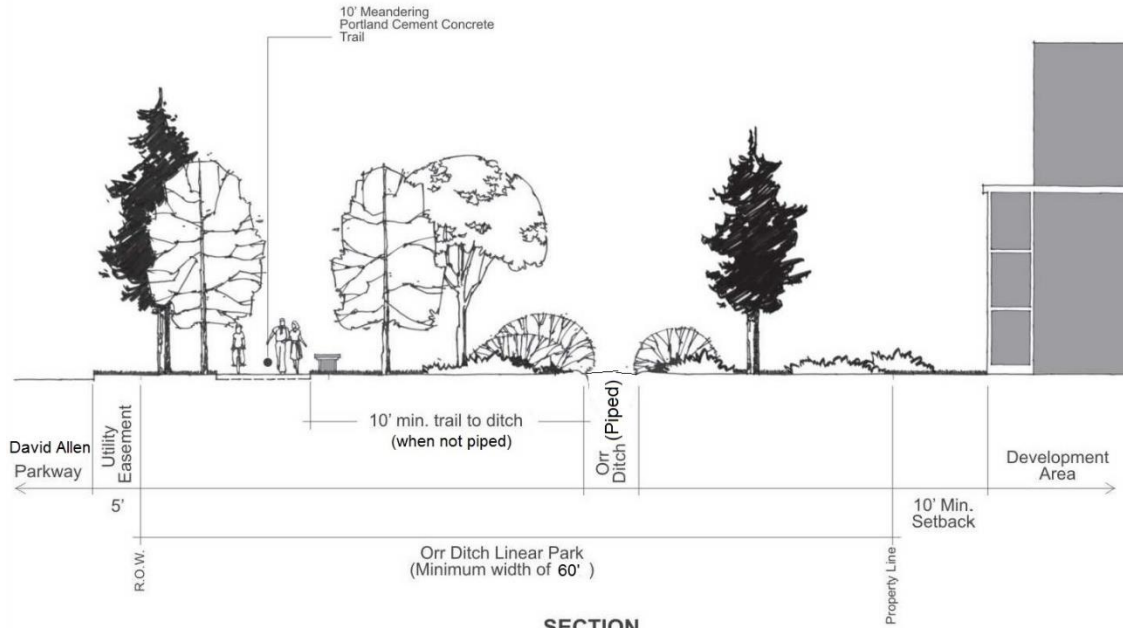 10' Meandering
Portland Cement Concrete
Trail
10' min. trail to ditch
(when not piped)
David Allen
Parkway
Utility
Easement
Orr
Ditch (Piped)
Development
Area
5'
10' Min.
Setback
R.O.W.
Orr Ditch Linear Park
(Minimum width of 60' )
Property Line
SECTION